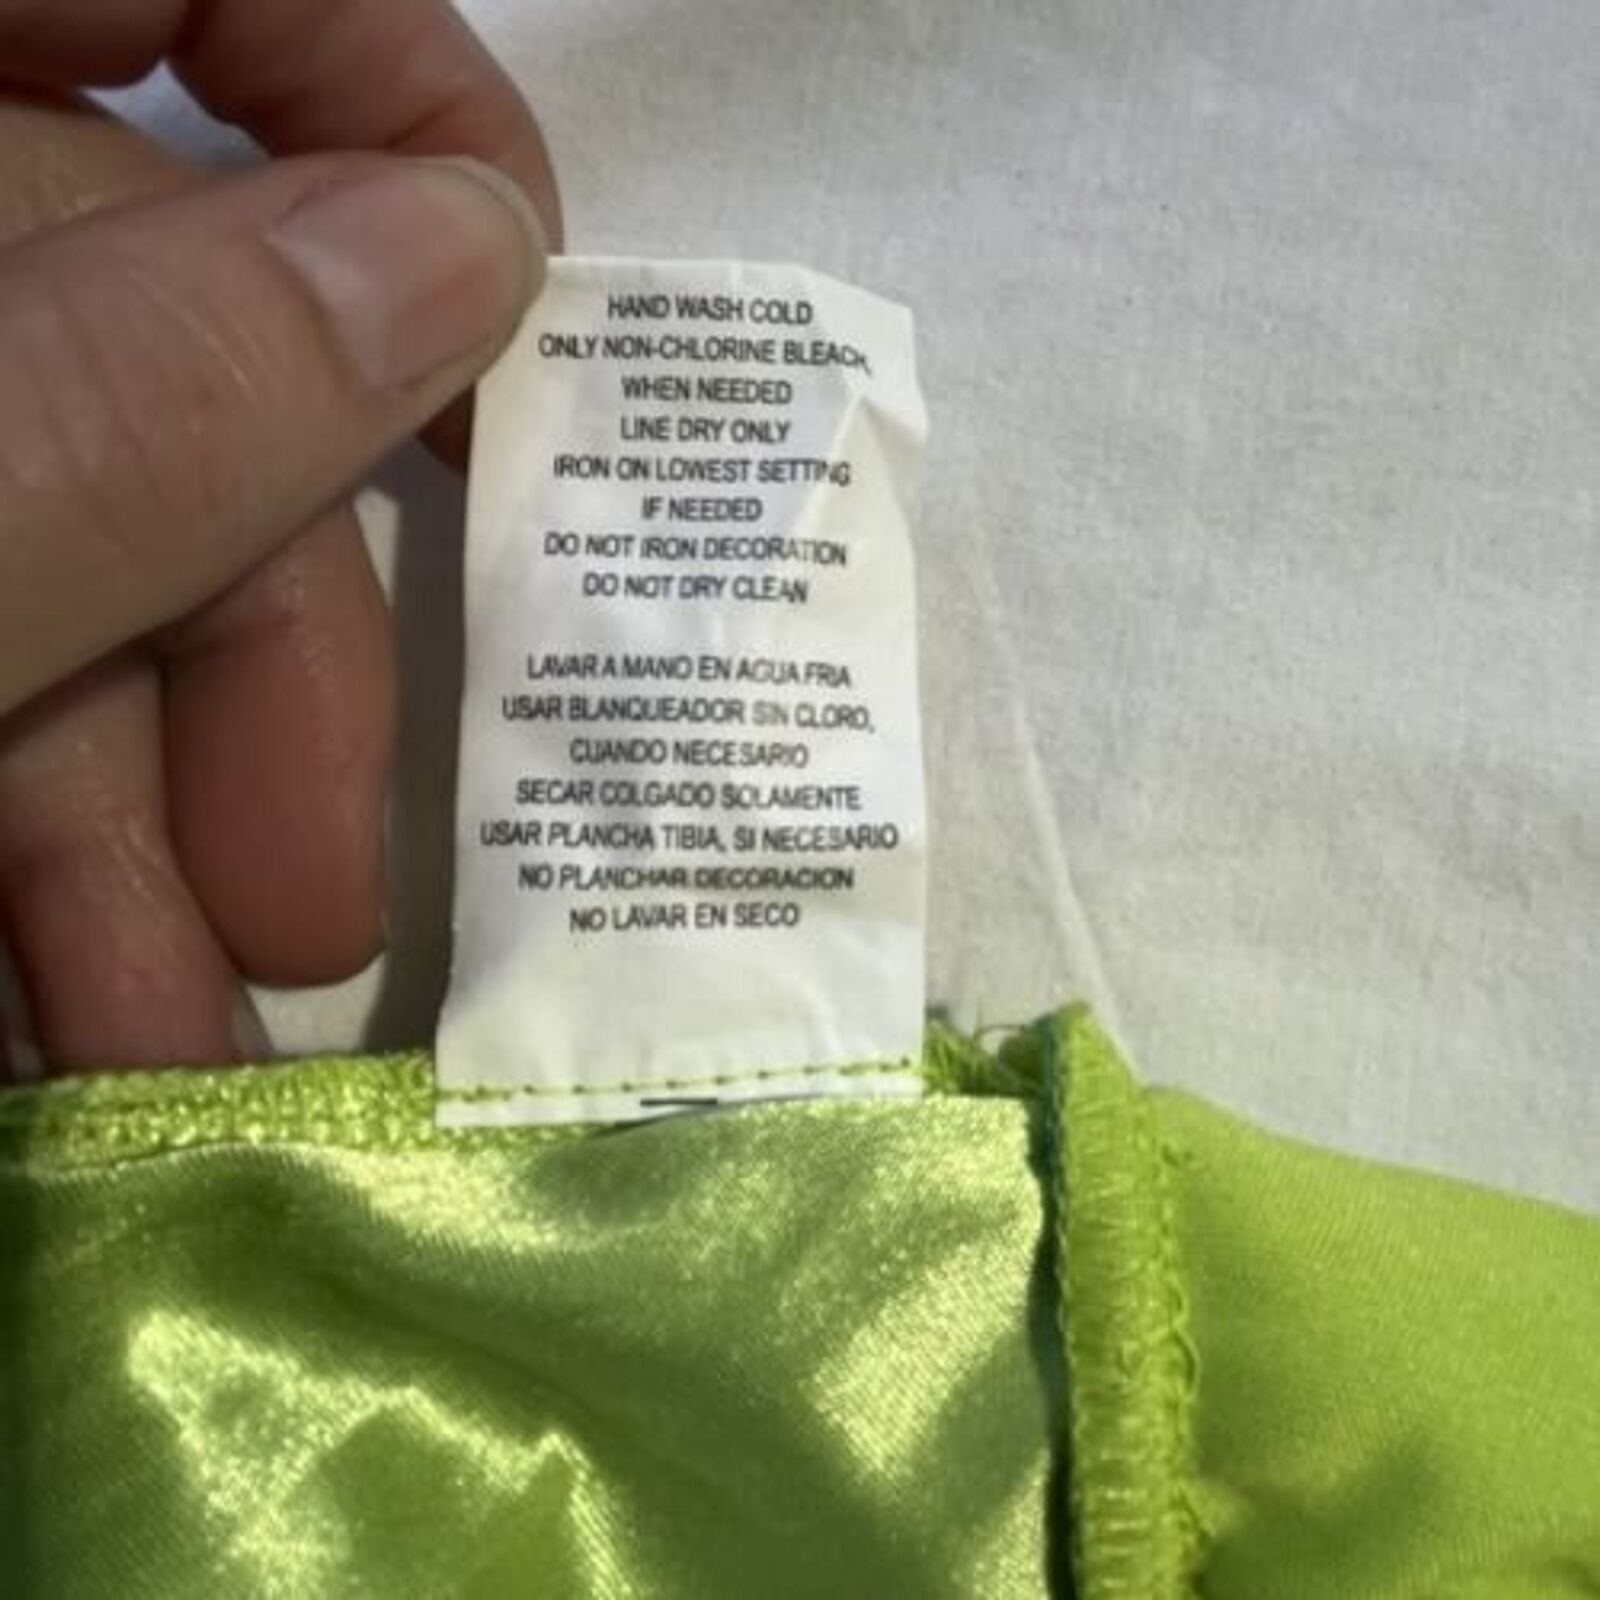 HAND WASH COLD
ONLY NON-CHLORINE BLEACH,
WHEN NEEDED
LINE DRY ONLY
IRON ON LOWEST SETTING
IF NEEDED
DO NOT IRON DECORATION
DO NOT DRY CLEAN
LAVAR A MANO EN AGUA FRIA
USAR BLANQUEADOR SIN CLORO,
CUANDO NECESARIO
SECAR COLGADO SOLAMENTE
USAR PLANCHA TIBIA, SI NECESARIO
NO PLANCHAR DECORACION
NO LAVAR EN SECO